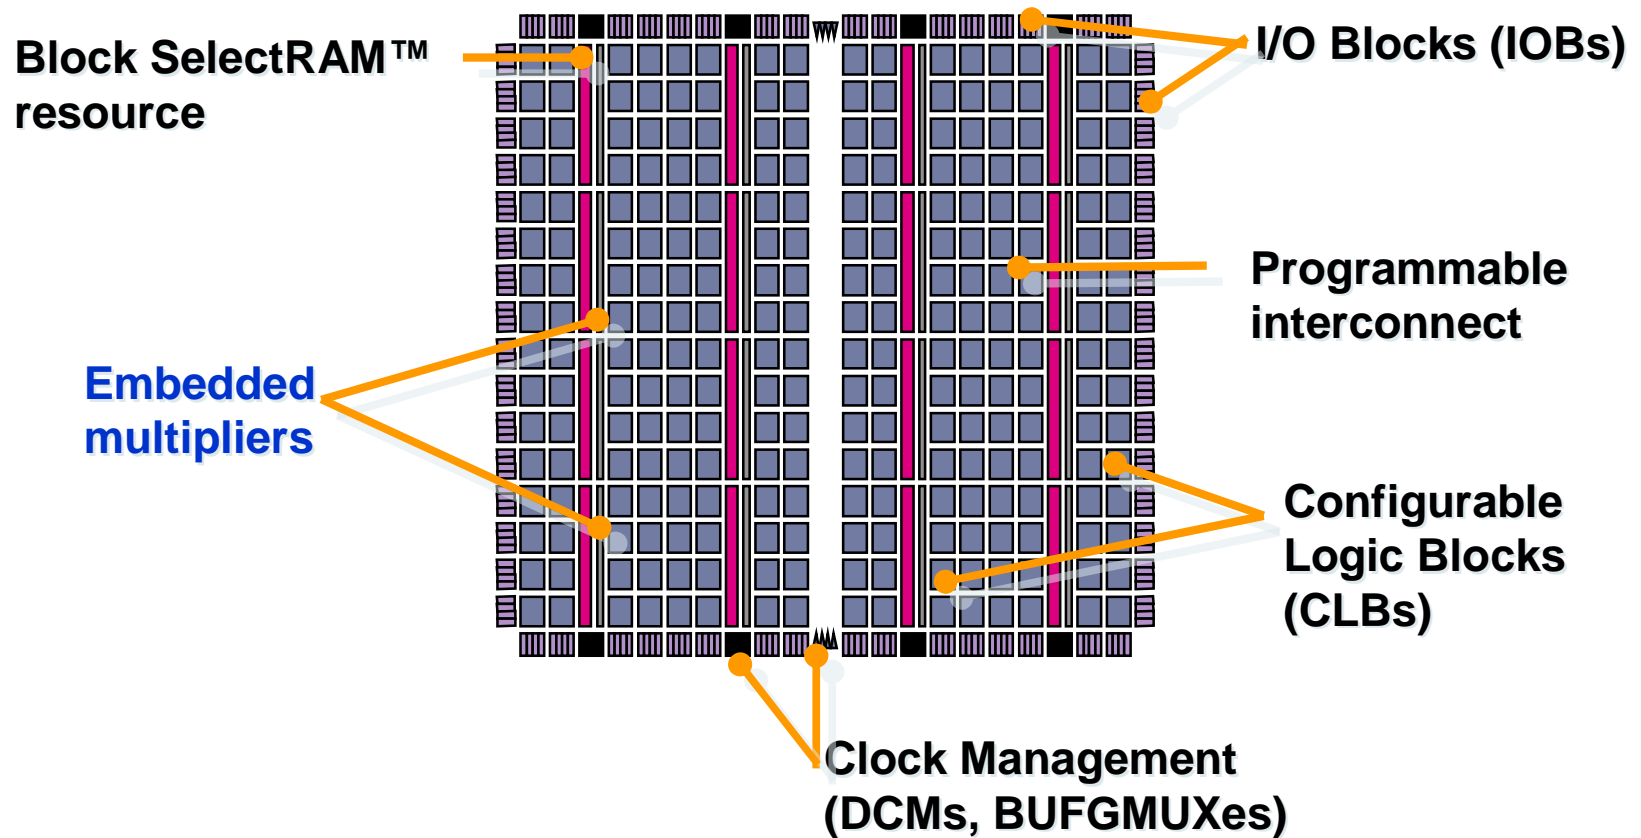 Block SelectRAM™
resource
I/O Blocks (IOBs)
Programmable
interconnect
Embedded
multipliers
Configurable
Logic Blocks
(CLBs)
Clock Management
(DCMs, BUFGMUXes)